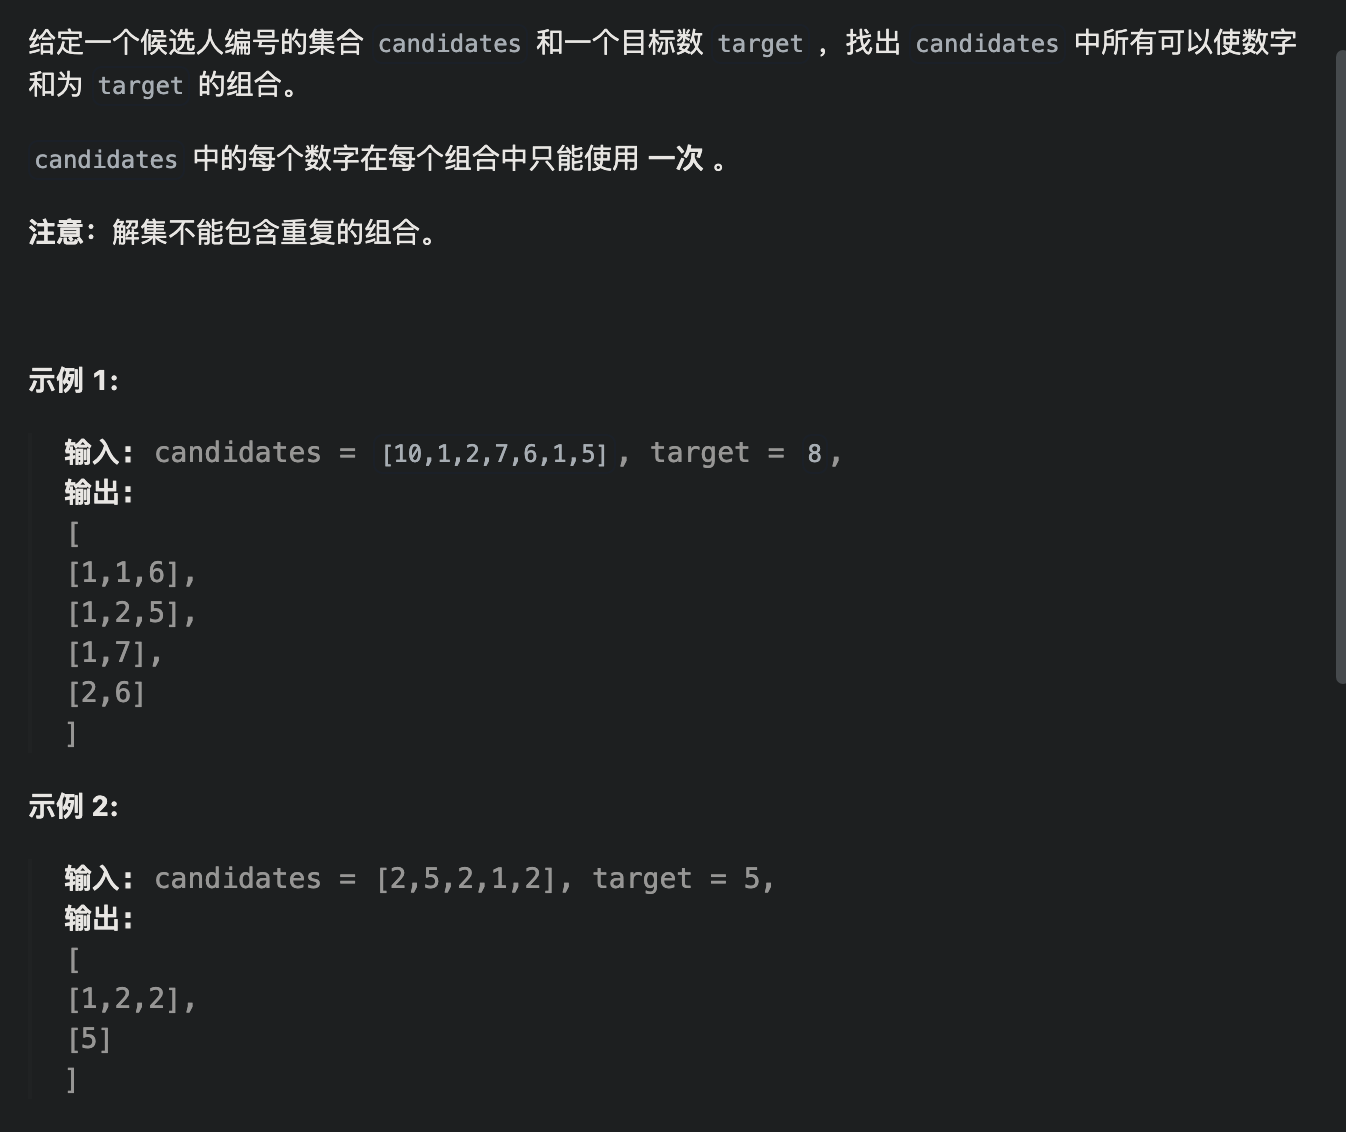 给定一个候选人编号的集合 candidates 和一个目标数 target ，找出 candidates 中所有可以使数字
和为 target 的组合。
candidates 中的每个数字在每个组合中只能使用 一次 。
注意：解集不能包含重复的组合。
示例 1:
输入: candidates = [10,1,2,7,6,1,5], target = 8,
输出:
[
[1,1,6],
[1,2,5],
[1,7],
[2,6]
]
示例 2:
输入: candidates = [2,5,2,1,2], target = 5,
输出:
[
[1,2,2],
[5]
]